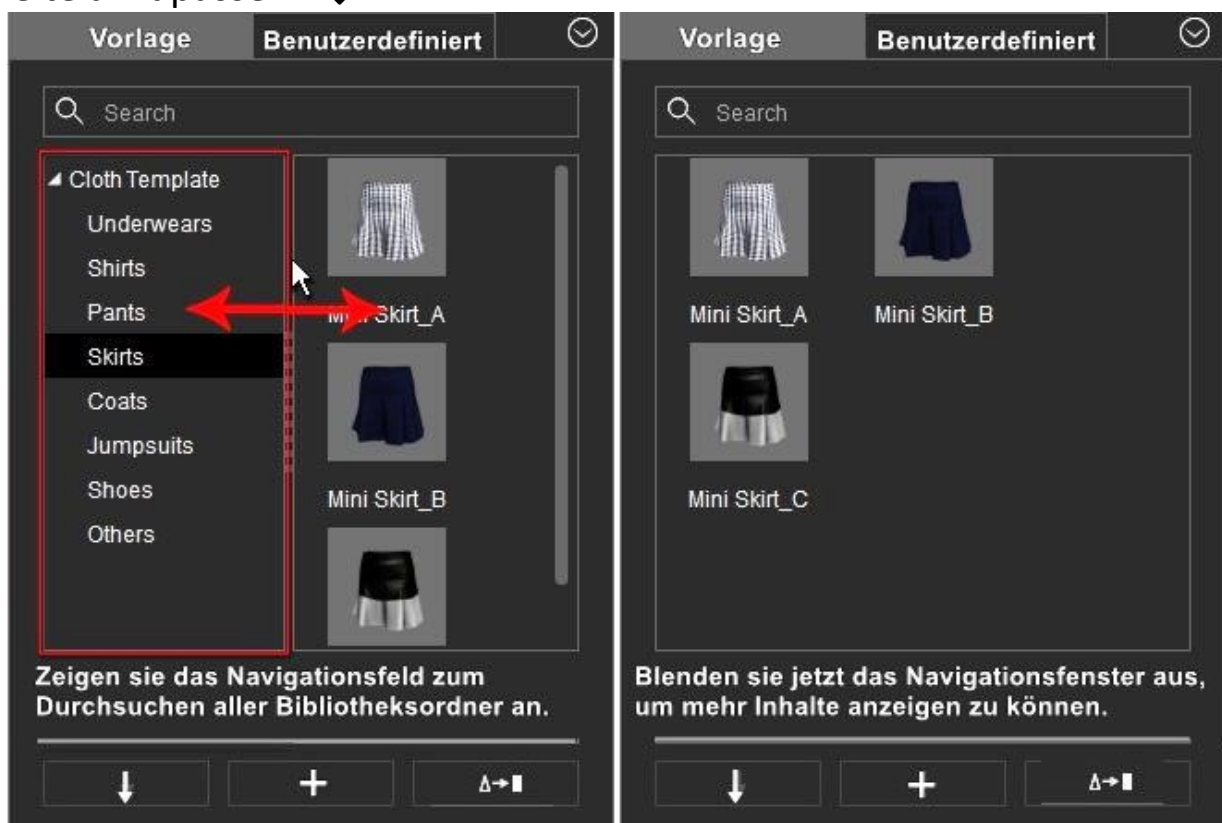 Vorlage
Benutzerdefiniert
Search
Cloth Template
Underwears
Shirts
Pants
Skirts
Coats
Jumpsuits
Shoes
Others
Skirt_A
Mini Skirt_B
Zeigen sie das Navigationsfeld zum
Durchsuchen aller Bibliotheksordner an.
Vorlage
Benutzerdefiniert
Search
Mini Skirt_A
Mini Skirt_B
Mini Skirt_C
Blenden sie jetzt das Navigationsfenster aus,
um mehr Inhalte anzeigen zu können.